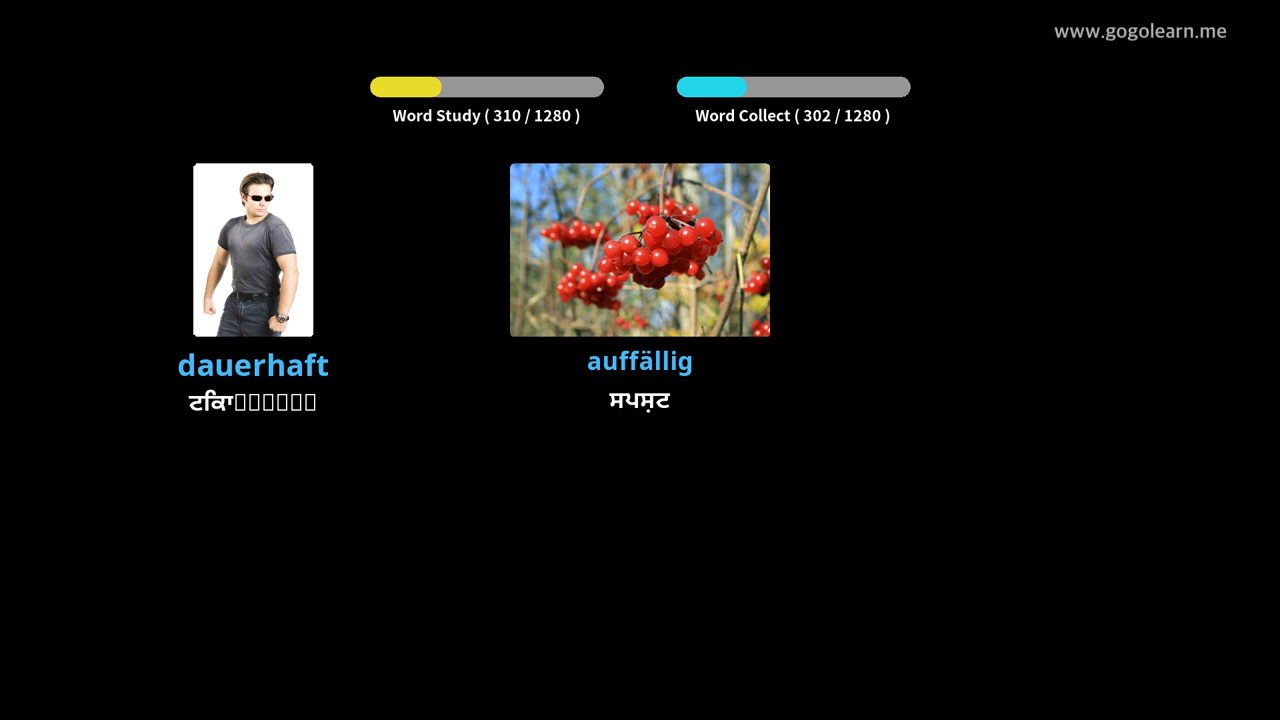 www.gogolearn.me
Word Study ( 310 / 1280 )
Word Collect ( 302 / 1280 )
dauerhaft
auffällig
ਸਪਸ਼ਟ